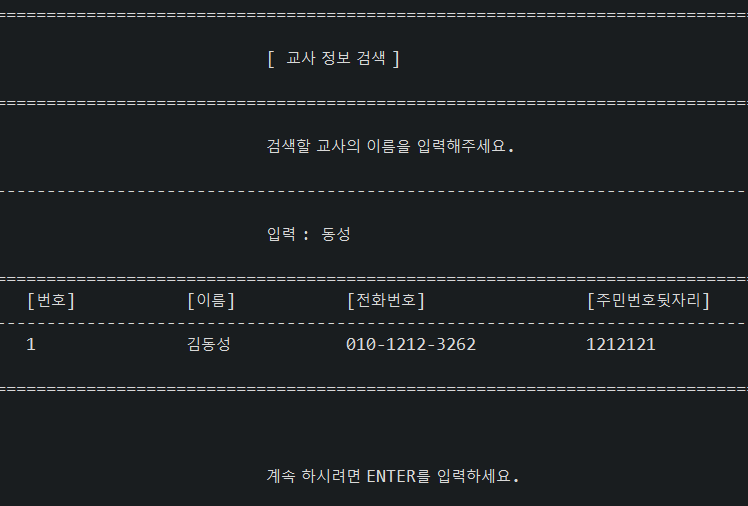 ================================================================================
[ 교사 정보 검색 ]
================================================================================
검색할 교사의 이름을 입력해주세요.
--------------------------------------------------------------------------------
입력 : 동성
================================================================================
[번호] [이름] [전화번호] [주민번호뒷자리]
--------------------------------------------------------------------------------
1 김동성 010-1212-3262 1212121
================================================================================
계속 하시려면 ENTER를 입력하세요.